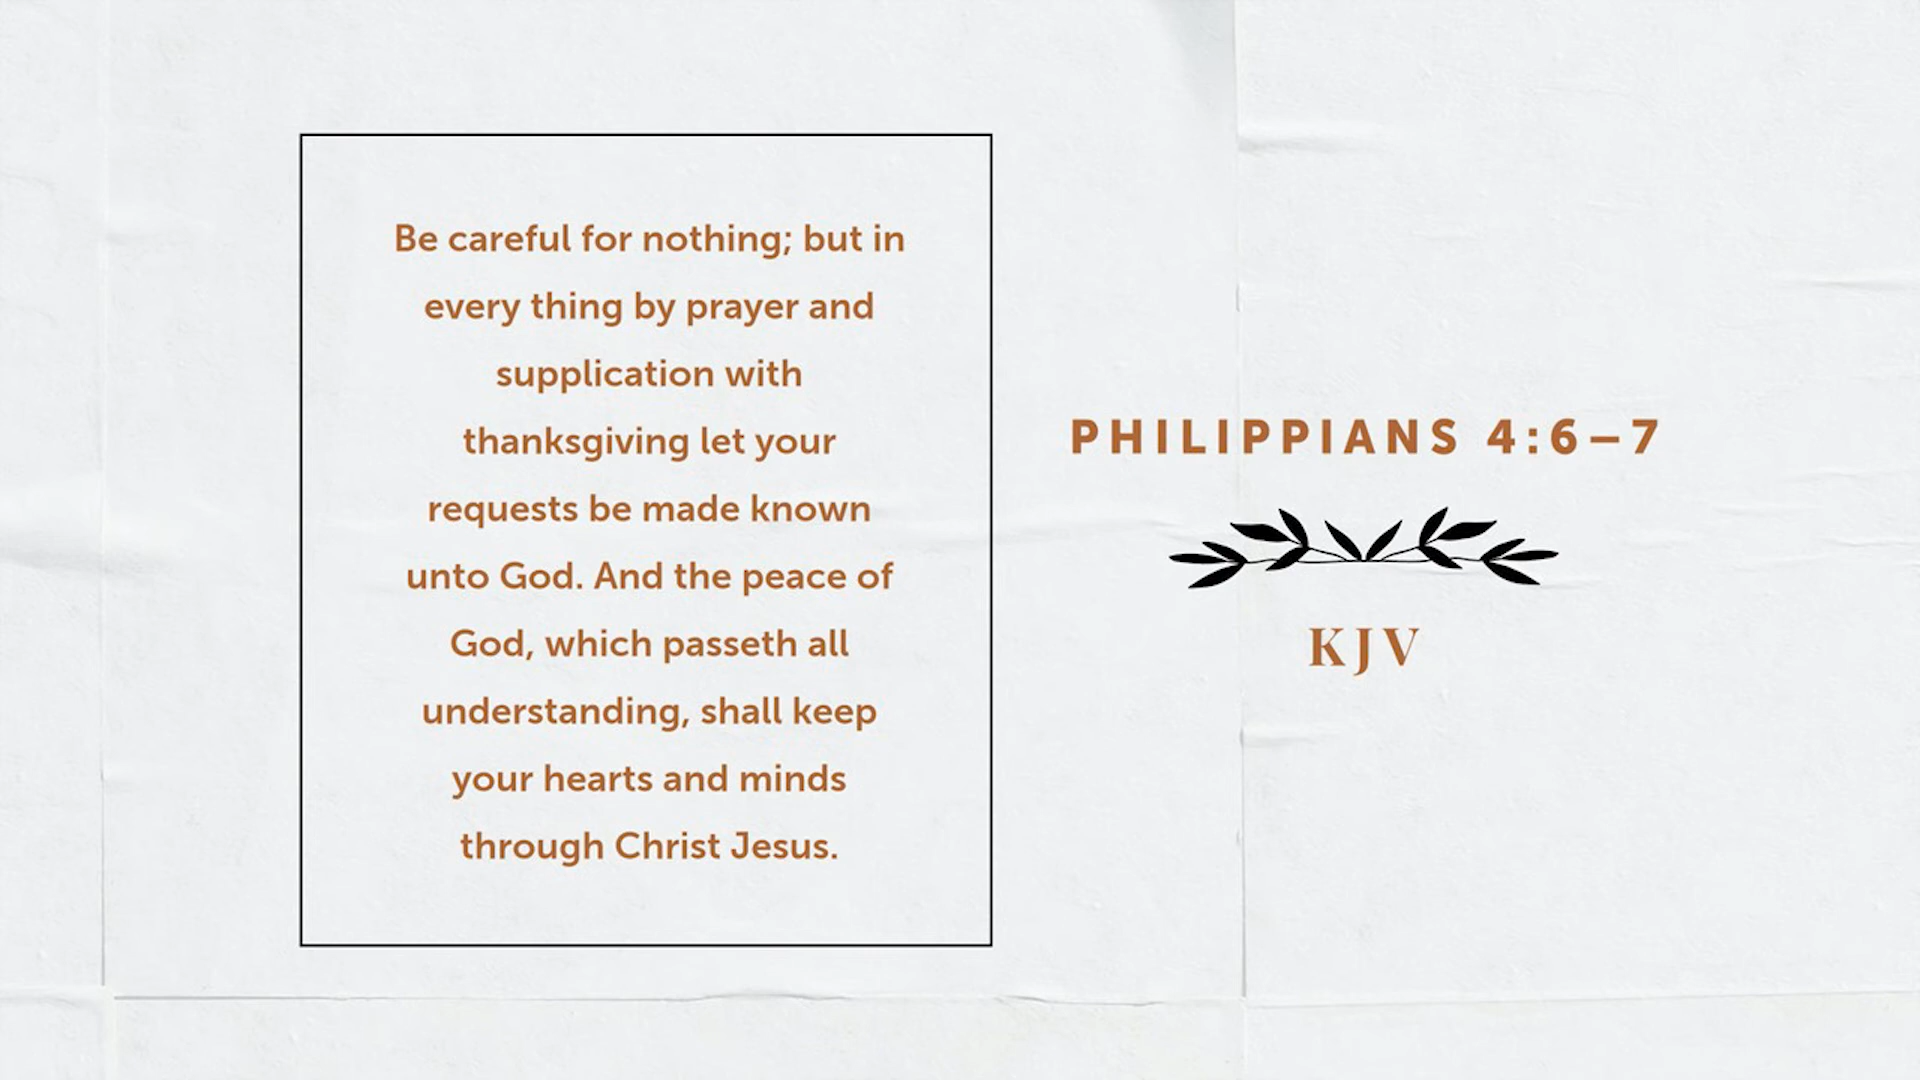 Be careful for nothing; but in
every thing by prayer and
supplication with
thanksgiving let your
requests be made known
unto God. And the peace of
God, which passeth all
understanding, shall keep
your hearts and minds
through Christ Jesus.
PHILIPPIANS 4:6–7
KJV